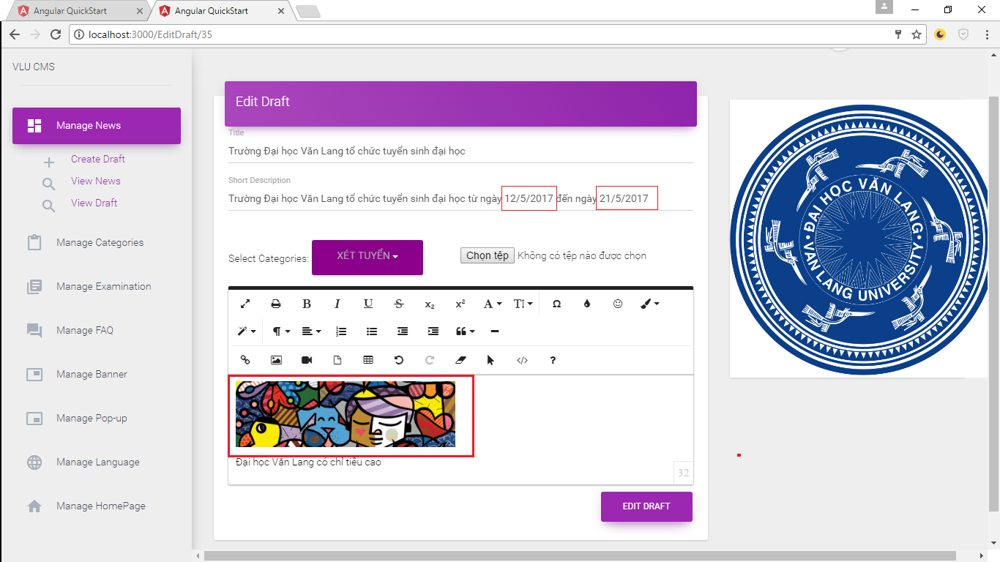 Angular QuickStart
Angular QuickStart
localhost:3000/EditDraft/35
VLU CMS
Manage News
Create Draft
View News
View Draft
Manage Categories
Manage Examination
Manage FAQ
Manage Banner
Manage Pop-up
Manage Language
Manage HomePage
Edit Draft
Title
Trường Đại học Văn Lang tổ chức tuyển sinh đại học
Short Description
Trường Đại học Văn Lang tổ chức tuyển sinh đại học từ ngày 12/5/2017 đến ngày 21/5/2017
Select Categories: XÉT TUYỂN Chọn tệp Không có tệp nào được chọn
Đại học Văn Lang có chỉ tiêu cao
32
EDIT DRAFT
ĐẠI HỌC VĂN LANG
VAN LANG UNIVERSITY